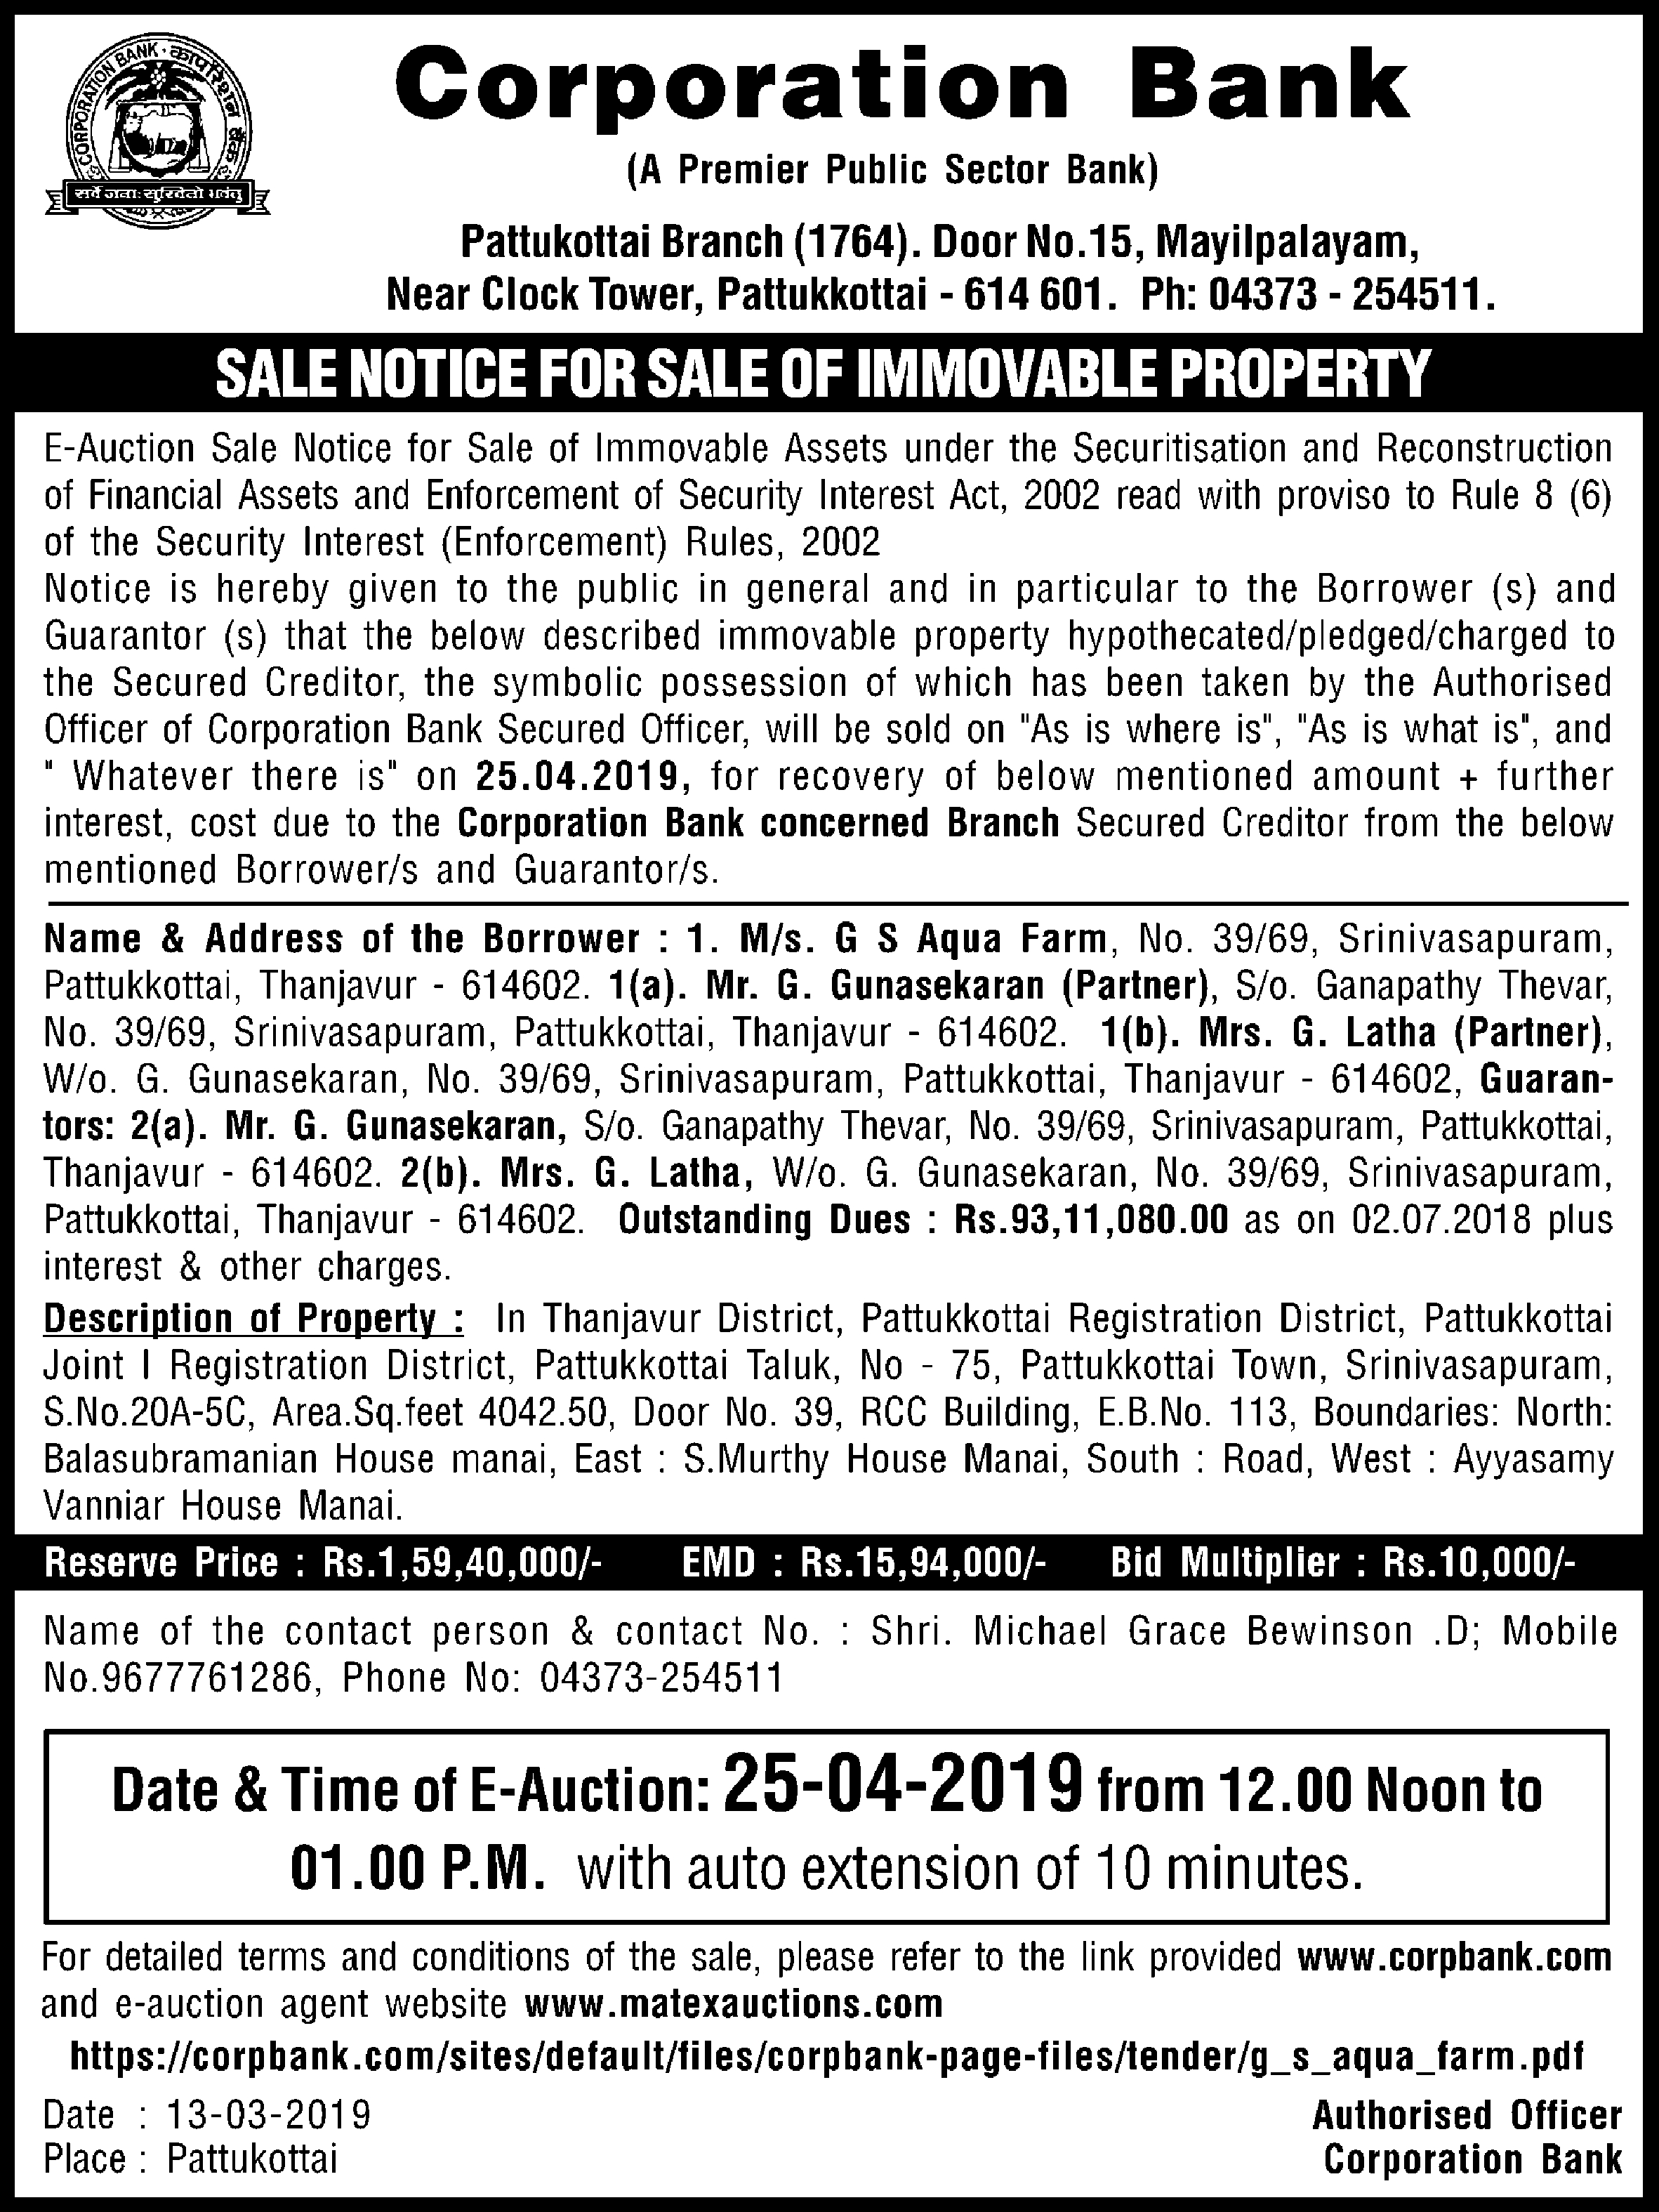 CORPORATION BANK · कार्पोरेशन बैंक
सर्वे जनाः सुखिनो भवंतु
Corporation Bank
(A Premier Public Sector Bank)
Pattukottai Branch (1764). Door No.15, Mayilpalayam,
Near Clock Tower, Pattukkottai - 614 601. Ph: 04373 - 254511.
SALE NOTICE FOR SALE OF IMMOVABLE PROPERTY
E-Auction Sale Notice for Sale of Immovable Assets under the Securitisation and Reconstruction
of Financial Assets and Enforcement of Security Interest Act, 2002 read with proviso to Rule 8 (6)
of the Security Interest (Enforcement) Rules, 2002
Notice is hereby given to the public in general and in particular to the Borrower (s) and
Guarantor (s) that the below described immovable property hypothecated/pledged/charged to
the Secured Creditor, the symbolic possession of which has been taken by the Authorised
Officer of Corporation Bank Secured Officer, will be sold on "As is where is", "As is what is", and
" Whatever there is" on 25.04.2019, for recovery of below mentioned amount + further
interest, cost due to the Corporation Bank concerned Branch Secured Creditor from the below
mentioned Borrower/s and Guarantor/s.
Name & Address of the Borrower : 1. M/s. G S Aqua Farm, No. 39/69, Srinivasapuram,
Pattukkottai, Thanjavur - 614602. 1(a). Mr. G. Gunasekaran (Partner), S/o. Ganapathy Thevar,
No. 39/69, Srinivasapuram, Pattukkottai, Thanjavur - 614602. 1(b). Mrs. G. Latha (Partner),
W/o. G. Gunasekaran, No. 39/69, Srinivasapuram, Pattukkottai, Thanjavur - 614602, Guaran-
tors: 2(a). Mr. G. Gunasekaran, S/o. Ganapathy Thevar, No. 39/69, Srinivasapuram, Pattukkottai,
Thanjavur - 614602. 2(b). Mrs. G. Latha, W/o. G. Gunasekaran, No. 39/69, Srinivasapuram,
Pattukkottai, Thanjavur - 614602. Outstanding Dues : Rs.93,11,080.00 as on 02.07.2018 plus
interest & other charges.
Description of Property : In Thanjavur District, Pattukkottai Registration District, Pattukkottai
Joint I Registration District, Pattukkottai Taluk, No - 75, Pattukkottai Town, Srinivasapuram,
S.No.20A-5C, Area.Sq.feet 4042.50, Door No. 39, RCC Building, E.B.No. 113, Boundaries: North:
Balasubramanian House manai, East : S.Murthy House Manai, South : Road, West : Ayyasamy
Vanniar House Manai.
Reserve Price : Rs.1,59,40,000/- EMD : Rs.15,94,000/- Bid Multiplier : Rs.10,000/-
Name of the contact person & contact No. : Shri. Michael Grace Bewinson .D; Mobile
No.9677761286, Phone No: 04373-254511
Date & Time of E-Auction: 25-04-2019 from 12.00 Noon to
01.00 P.M. with auto extension of 10 minutes.
For detailed terms and conditions of the sale, please refer to the link provided www.corpbank.com
and e-auction agent website www.matexauctions.com
https://corpbank.com/sites/default/files/corpbank-page-files/tender/g_s_aqua_farm.pdf
Date : 13-03-2019
Authorised Officer
Place : Pattukottai
Corporation Bank